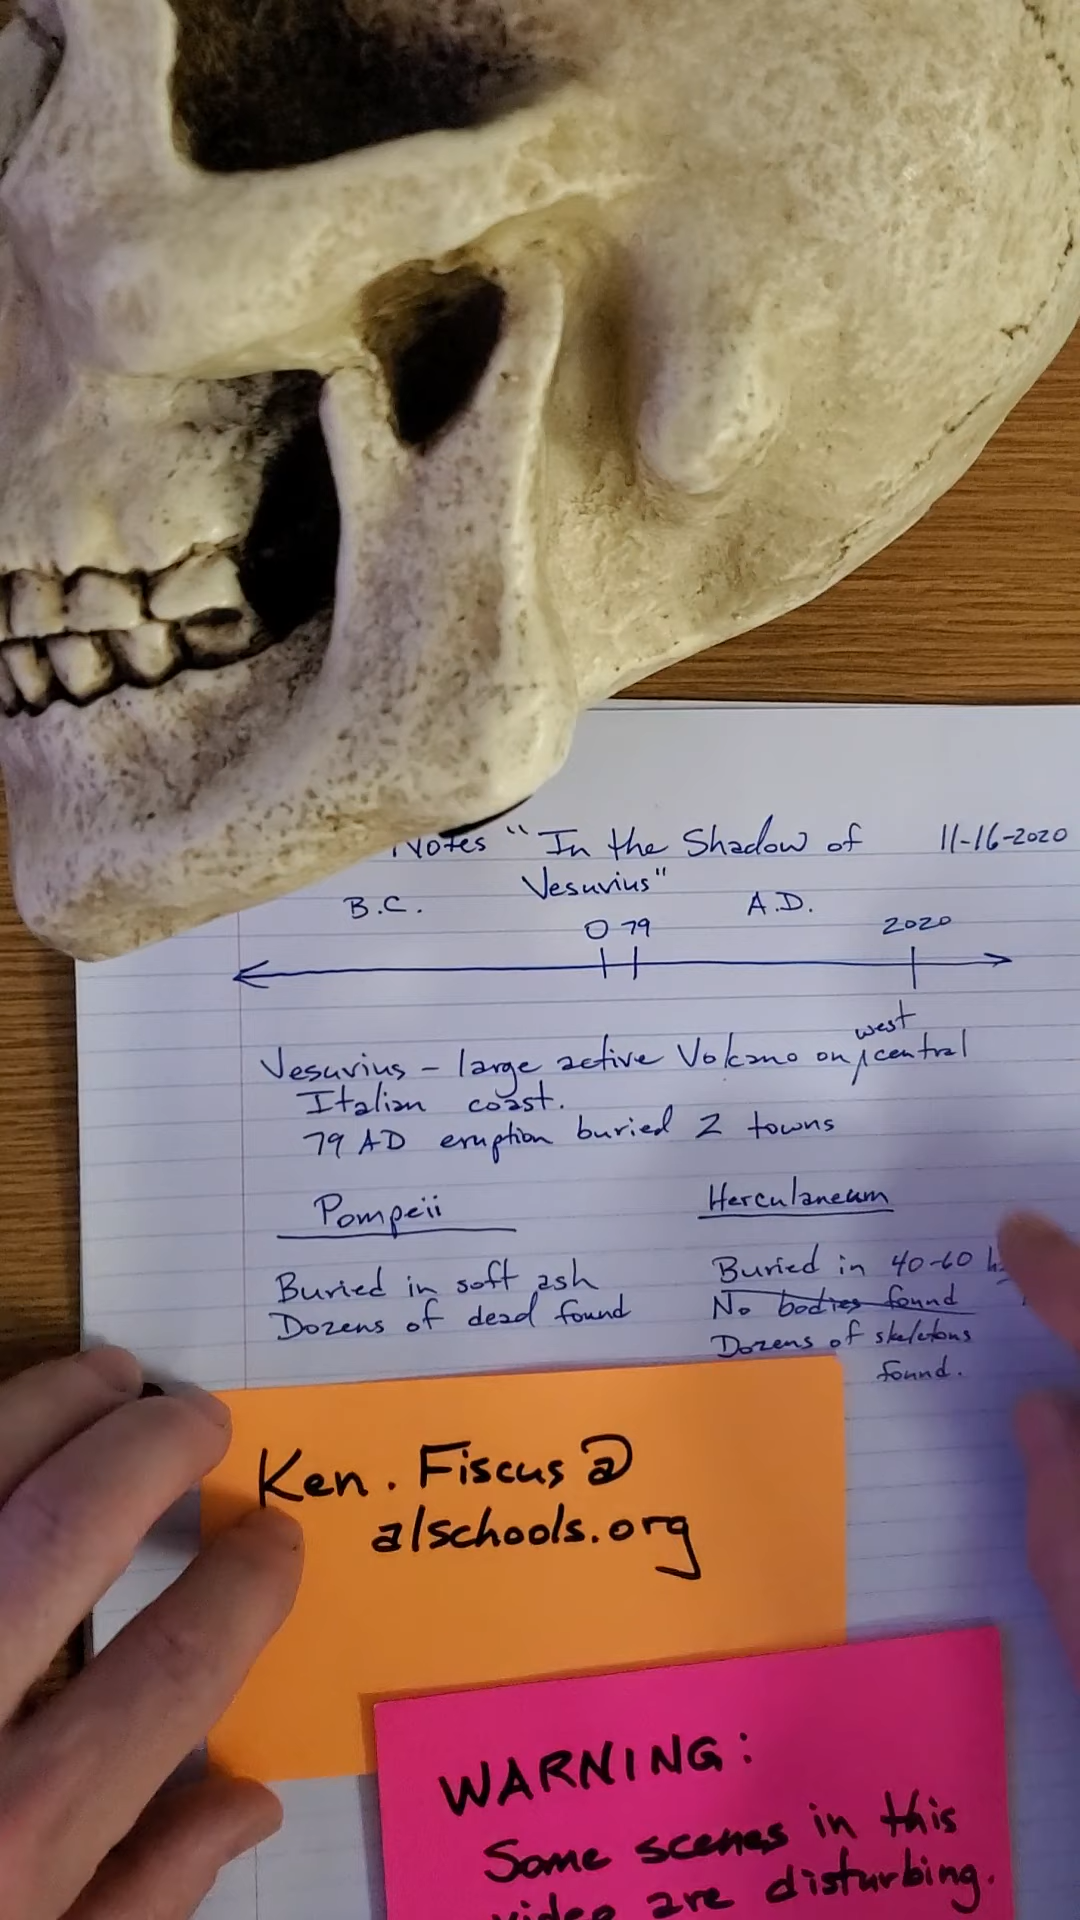 Notes "In the Shadow of 11-16-2020
Vesuvius"
B.C. A.D.
0 79 2020
Vesuvius - large active Volcano on west central
Italian coast.
79 AD eruption buried 2 towns
Pompeii Herculaneum
Buried in soft ash
Dozens of dead found
Buried in 40-60
No bodies found
Dozens of skeletons
found.
Ken.Fiscus@
alschools.org
WARNING:
Some scenes in this
video are disturbing.